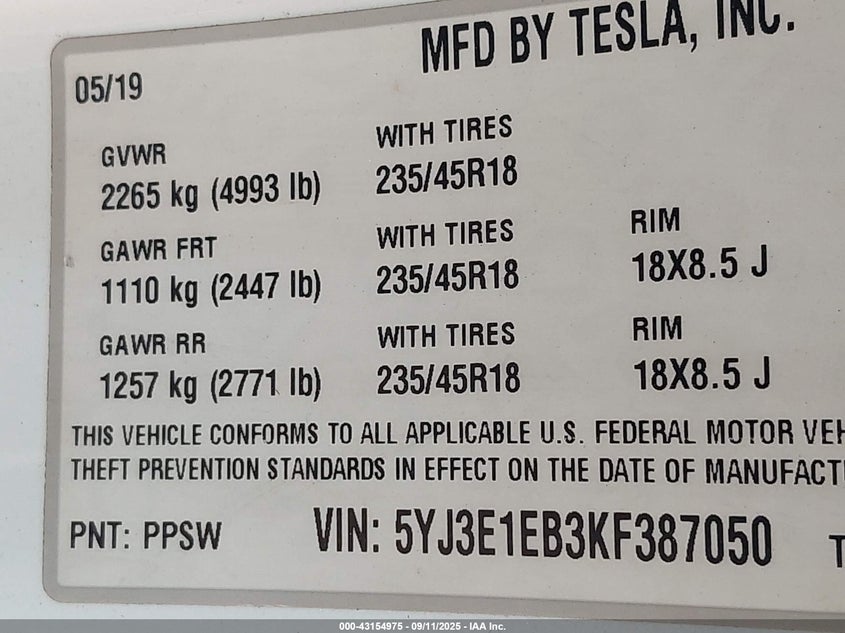 MFD BY TESLA, INC.
05/19
GVWR WITH TIRES
2265 kg (4993 lb) 235/45R18
GAWR FRT WITH TIRES RIM
1110 kg (2447 lb) 235/45R18 18X8.5 J
GAWR RR WITH TIRES RIM
1257 kg (2771 lb) 235/45R18 18X8.5 J
THIS VEHICLE CONFORMS TO ALL APPLICABLE U.S. FEDERAL MOTOR VEH
THEFT PREVENTION STANDARDS IN EFFECT ON THE DATE OF MANUFACT
PNT: PPSW VIN: 5YJ3E1EB3KF387050 T
000-43154975 - 09/11/2025 - IAA Inc.